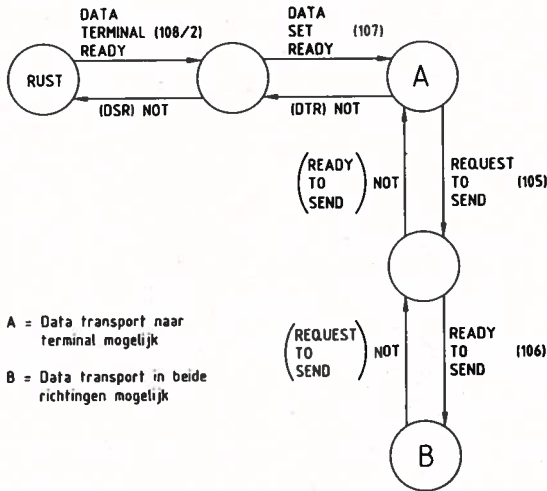 DATA
TERMINAL (108/2)
READY
DATA
SET (107)
READY
RUST
A
(DSR) NOT
(DTR) NOT
(READY
TO
SEND) NOT
REQUEST
TO (105)
SEND
A = Data transport naar
terminal mogelijk
B = Data transport in beide
richtingen mogelijk
(REQUEST
TO
SEND) NOT
READY
TO (106)
SEND
B